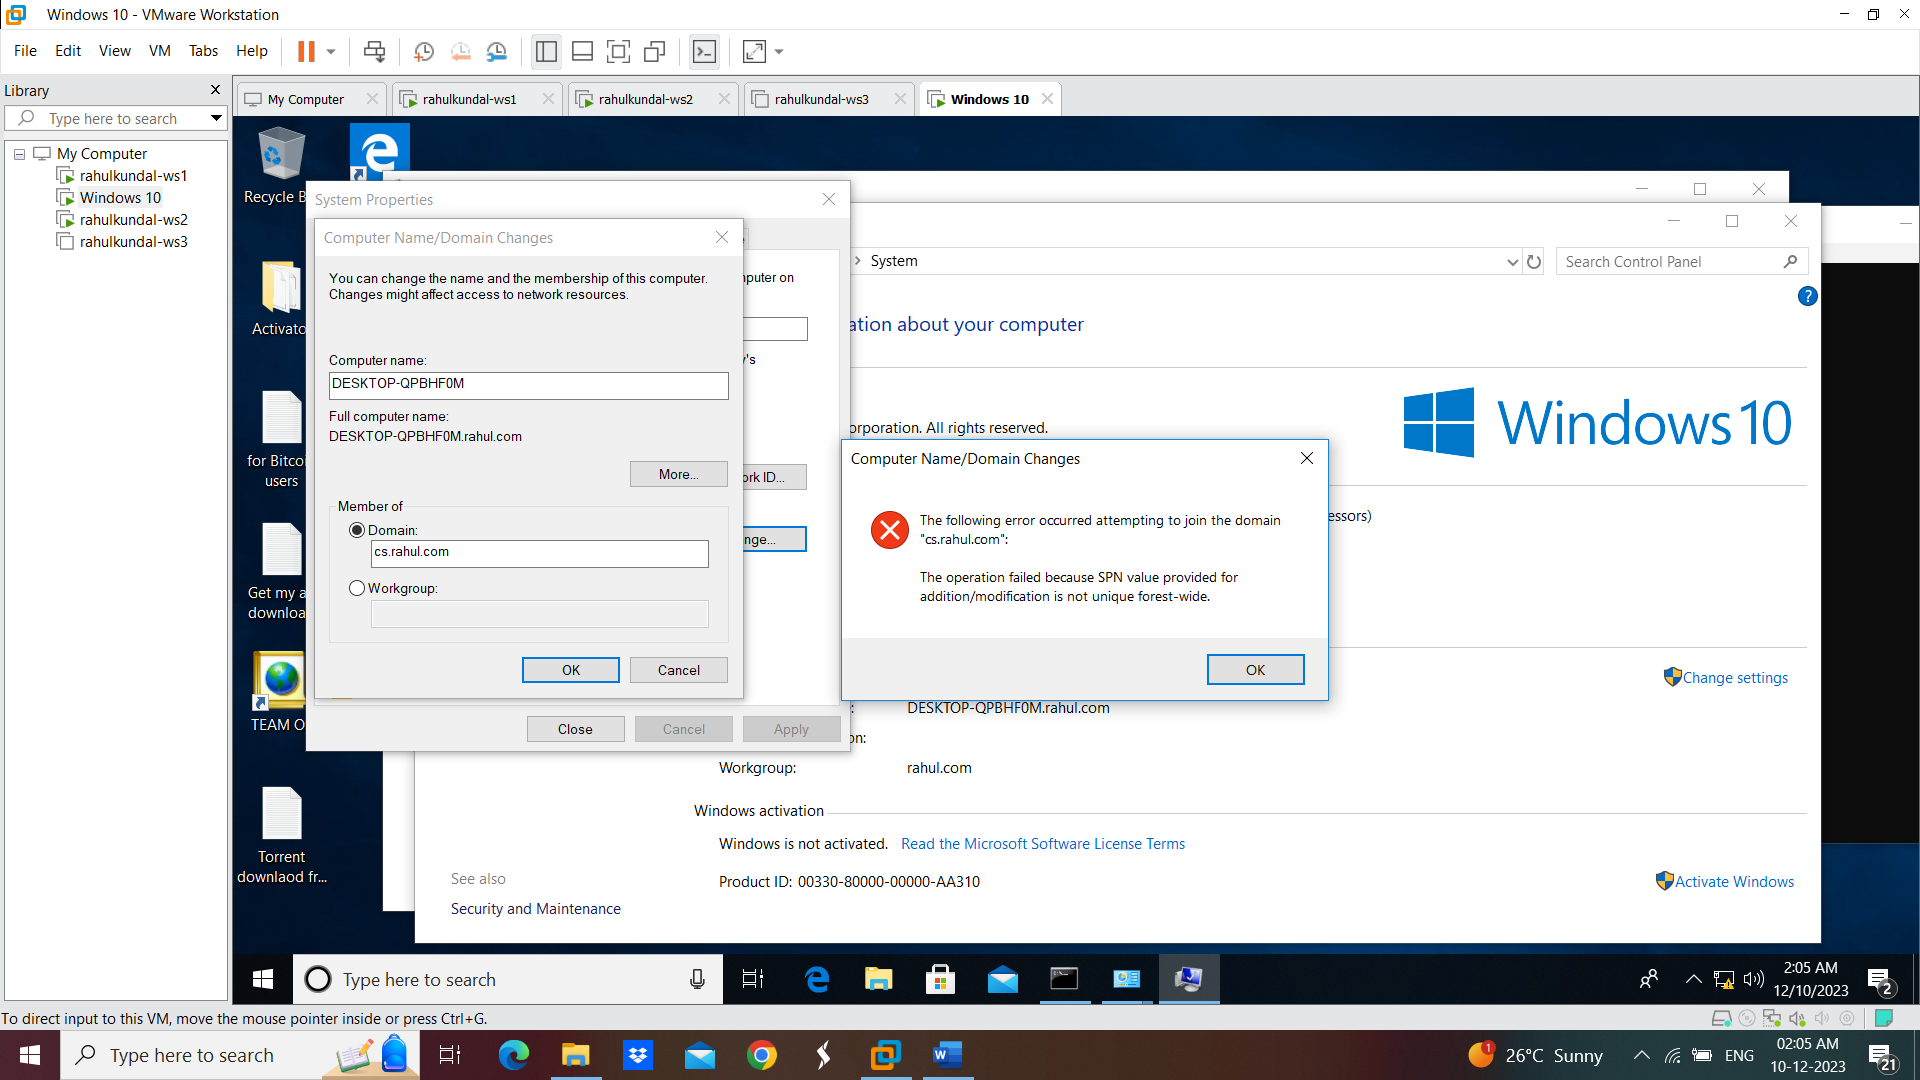 Windows 10 - VMware Workstation
File Edit View VM Tabs Help
Library
Type here to search
My Computer
rahulkundal-ws1
Windows 10
rahulkundal-ws2
rahulkundal-ws3
My Computer
rahulkundal-ws1
rahulkundal-ws2
rahulkundal-ws3
Windows 10
Recycle B
Activato
for Bitcoi
users
Get my a
downloa
TEAM O
Torrent
downlaod fr...
System Properties
Computer Name/Domain Changes
You can change the name and the membership of this computer.
Changes might affect access to network resources.
Computer name:
DESKTOP-QPBHF0M
Full computer name:
DESKTOP-QPBHF0M.rahul.com
More...
Member of
Domain:
cs.rahul.com
Workgroup:
OK
Cancel
nputer on
y's
ork ID...
nge...
Close
Cancel
Apply
System
Search Control Panel
ation about your computer
orporation. All rights reserved.
Windows 10
essors)
Computer Name/Domain Changes
The following error occurred attempting to join the domain
"cs.rahul.com":
The operation failed because SPN value provided for
addition/modification is not unique forest-wide.
OK
Change settings
: DESKTOP-QPBHF0M.rahul.com
on:
Workgroup: rahul.com
Windows activation
Windows is not activated. Read the Microsoft Software License Terms
Product ID: 00330-80000-00000-AA310
Activate Windows
See also
Security and Maintenance
Type here to search
2:05 AM
12/10/2023
2
To direct input to this VM, move the mouse pointer inside or press Ctrl+G.
Type here to search
1
26°C Sunny
ENG
02:05 AM
10-12-2023
21